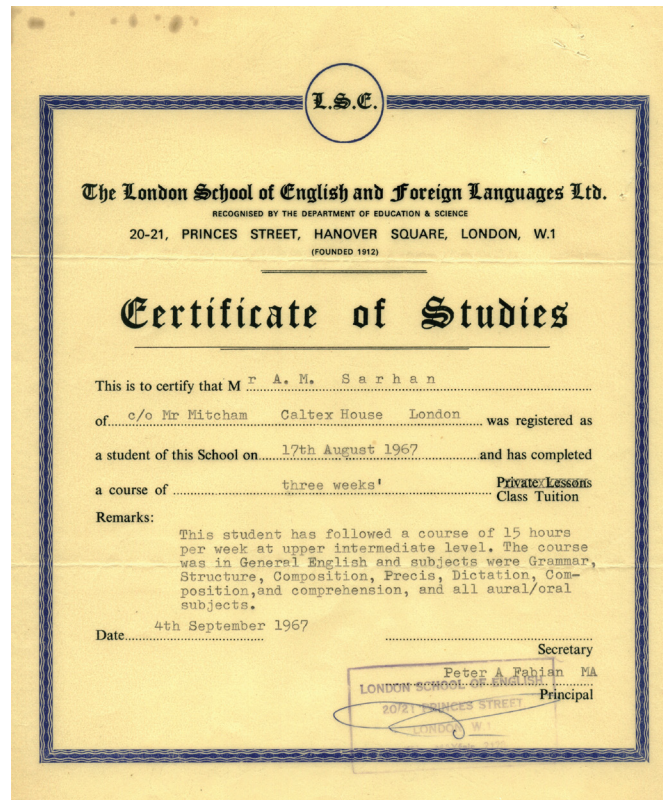 L.S.E.
The London School of English and Foreign Languages Ltd.
RECOGNISED BY THE DEPARTMENT OF EDUCATION & SCIENCE
20-21, PRINCES STREET, HANOVER SQUARE, LONDON, W.1
(FOUNDED 1912)
Certificate of Studies
This is to certify that Mr A. M. Sarhan
of c/o Mr Mitcham Caltex House London was registered as
a student of this School on 17th August 1967 and has completed
a course of three weeks' Private Lessons
Class Tuition
Remarks:
This student has followed a course of 15 hours
per week at upper intermediate level. The course
was in General English and subjects were Grammar,
Structure, Composition, Precis, Dictation, Com-
position,and comprehension, and all aural/oral
subjects.
Date 4th September 1967
Secretary
Peter A Fabian MA
Principal
LONDON SCHOOL OF ENGLISH
20/21 PRINCES STREET
LONDON W.1